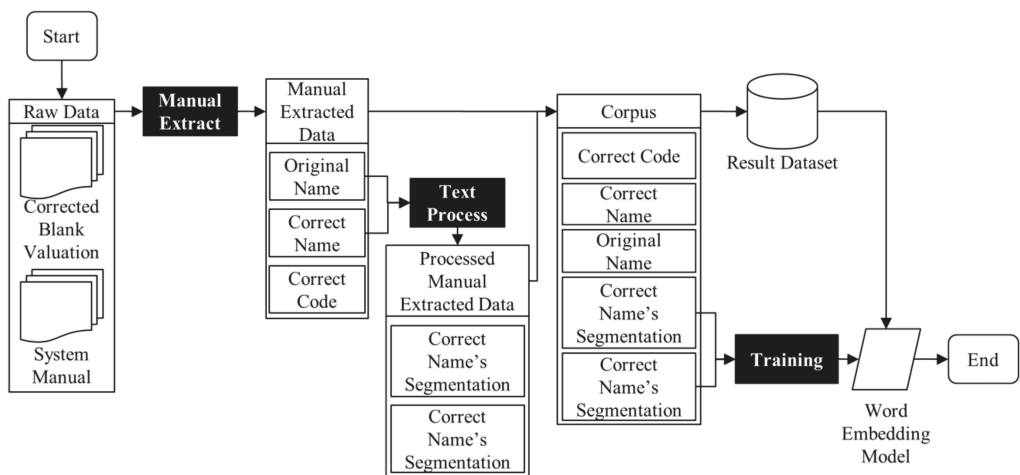 Start
Raw Data
Corrected
Blank
Valuation
System
Manual
Manual
Extract
Manual
Extracted
Data
Original
Name
Correct
Name
Correct
Code
Text
Process
Processed
Manual
Extracted Data
Correct
Name's
Segmentation
Correct
Name's
Segmentation
Corpus
Correct Code
Correct
Name
Original
Name
Correct
Name's
Segmentation
Correct
Name's
Segmentation
Result Dataset
Training
Word
Embedding
Model
End